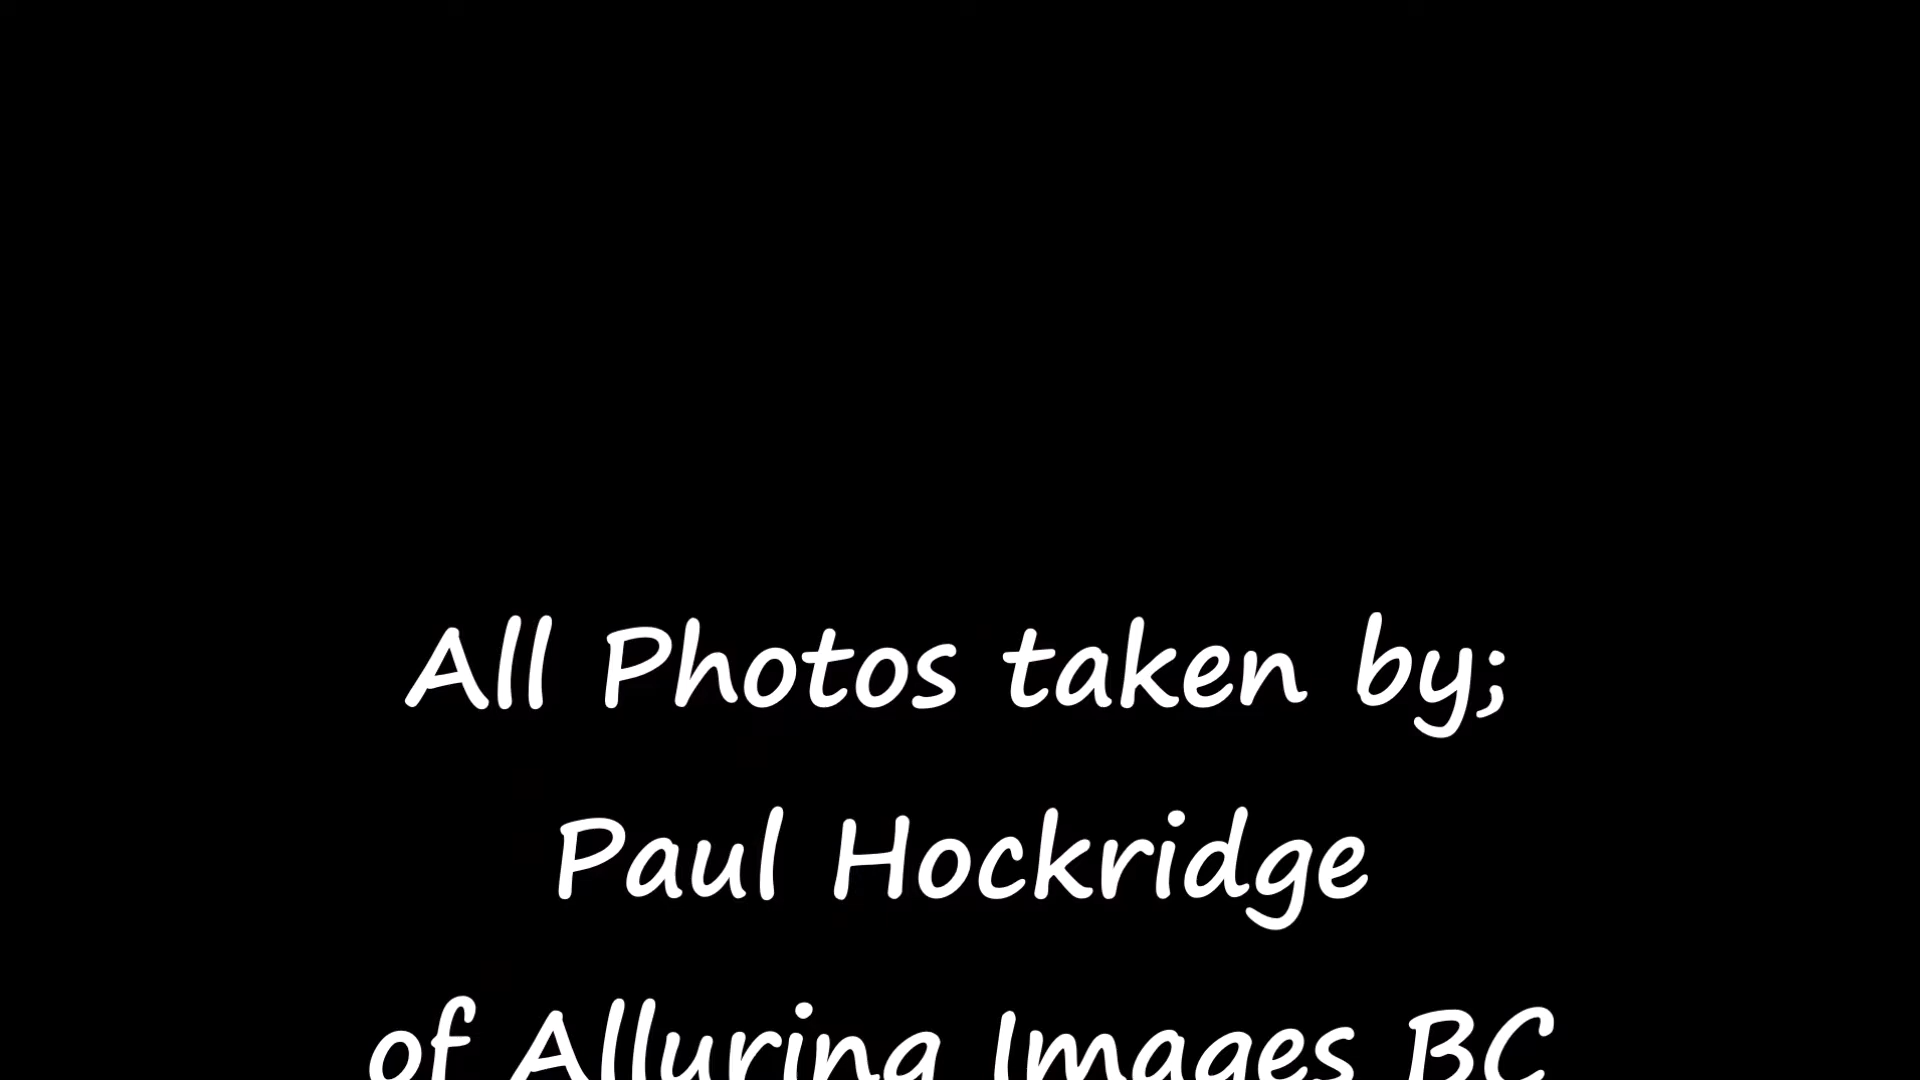 All Photos taken by;
Paul Hockridge
of Alluring Images BC